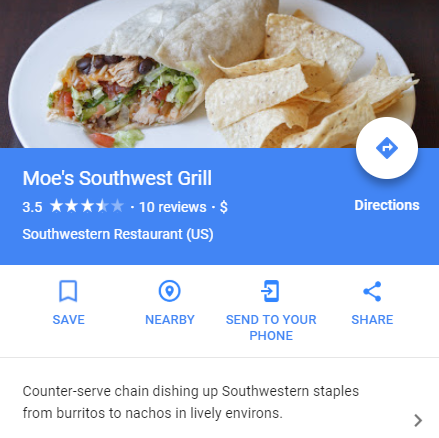 Moe's Southwest Grill
3.5 ★★★★★ · 10 reviews · $
Directions
Southwestern Restaurant (US)
SAVE
NEARBY
SEND TO YOUR
PHONE
SHARE
Counter-serve chain dishing up Southwestern staples
from burritos to nachos in lively environs.